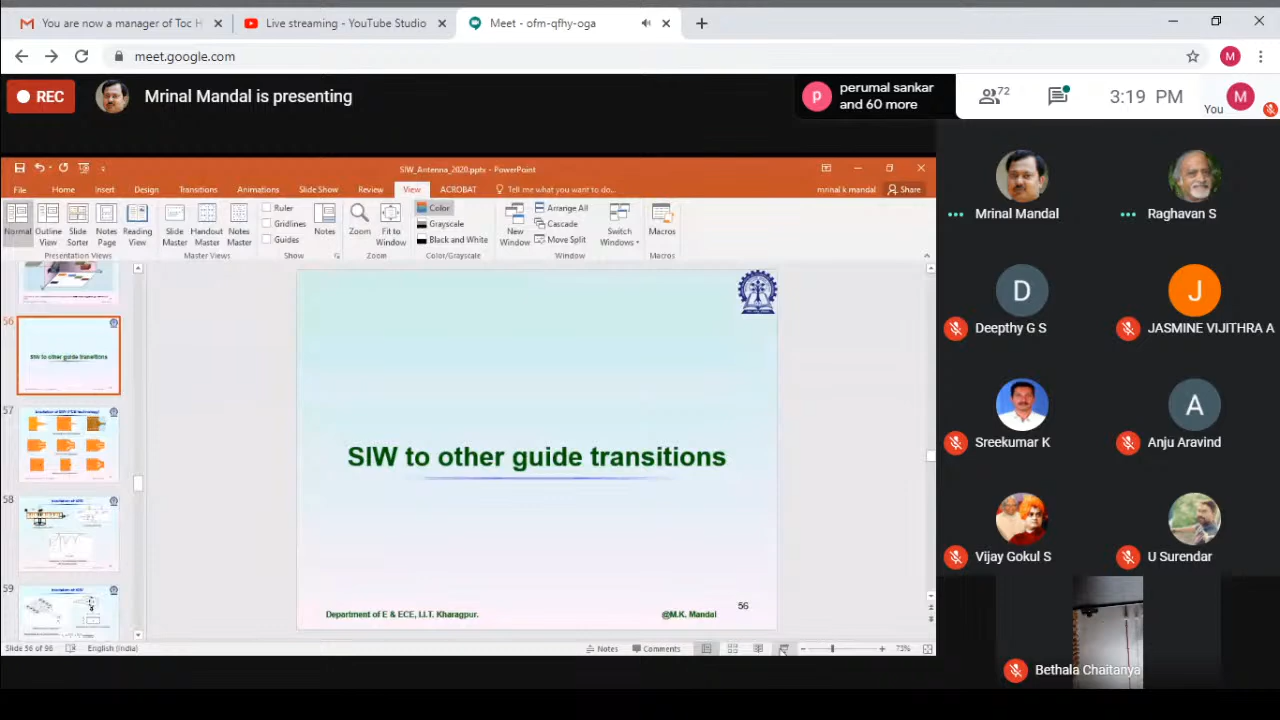 You are now a manager of Toc H
Live streaming - YouTube Studio
Meet - ofm-qfhy-oga
meet.google.com
M
REC
Mrinal Mandal is presenting
p
perumal sankar
and 60 more
72
3:19 PM
You
M
SIW_Antenna_2020.pptx - PowerPoint
File
Home
Insert
Design
Transitions
Animations
Slide Show
Review
View
ACROBAT
Tell me what you want to do...
mrinal k mandal
Share
Normal
Outline View
Slide Sorter
Notes Page
Reading View
Presentation Views
Slide Master
Handout Master
Notes Master
Master Views
Ruler
Gridlines
Guides
Show
Notes
Zoom
Fit to Window
Zoom
Color
Grayscale
Black and White
Color/Grayscale
New Window
Arrange All
Cascade
Move Split
Switch Windows
Window
Macros
Macros
56
SIW to other guide transitions
57
58
59
SIW to other guide transitions
Department of E & ECE, I.I.T. Kharagpur.
@M.K. Mandal
56
Slide 56 of 96
English (India)
Notes
Comments
73%
Mrinal Mandal
Raghavan S
D
Deepthy G S
J
JASMINE VIJITHRA A
Sreekumar K
A
Anju Aravind
Vijay Gokul S
U Surendar
Bethala Chaitanya